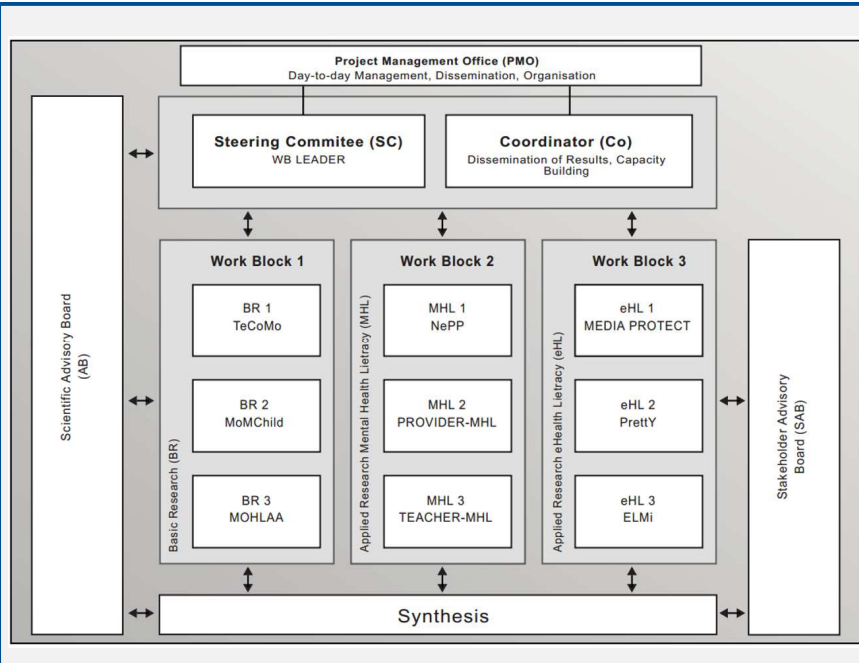 Project Management Office (PMO)
Day-to-day Management, Dissemination, Organisation
Steering Commitee (SC)
WB LEADER
Coordinator (Co)
Dissemination of Results, Capacity
Building
Scientific Advisory Board
(AB)
Work Block 1
Basic Research (BR)
BR 1
TeCoMo
BR 2
MoMChild
BR 3
MOHLAA
Work Block 2
Applied Research Mental Health Lietracy (MHL)
MHL 1
NePP
MHL 2
PROVIDER-MHL
MHL 3
TEACHER-MHL
Work Block 3
Applied Research eHealth Lietracy (eHL)
eHL 1
MEDIA PROTECT
eHL 2
PrettY
eHL 3
ELMi
Stakeholder Advisory
Board (SAB)
Synthesis